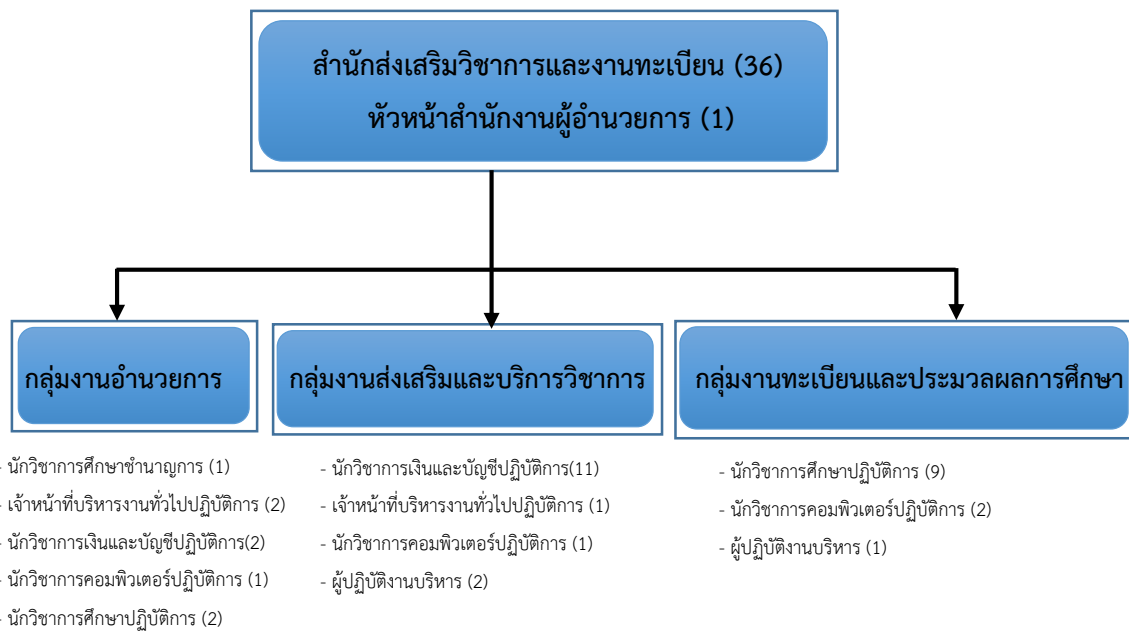 สำนักส่งเสริมวิชาการและงานทะเบียน (36)
หัวหน้าสำนักงานผู้อำนวยการ (1)
กลุ่มงานอำนวยการ
- นักวิชาการศึกษาชำนาญการ (1)
- เจ้าหน้าที่บริหารงานทั่วไปปฏิบัติการ (2)
- นักวิชาการเงินและบัญชีปฏิบัติการ(2)
- นักวิชาการคอมพิวเตอร์ปฏิบัติการ (1)
- นักวิชาการศึกษาปฏิบัติการ (2)
กลุ่มงานส่งเสริมและบริการวิชาการ
- นักวิชาการเงินและบัญชีปฏิบัติการ(11)
- เจ้าหน้าที่บริหารงานทั่วไปปฏิบัติการ (1)
- นักวิชาการคอมพิวเตอร์ปฏิบัติการ (1)
- ผู้ปฏิบัติงานบริหาร (2)
กลุ่มงานทะเบียนและประมวลผลการศึกษา
- นักวิชาการศึกษาปฏิบัติการ (9)
- นักวิชาการคอมพิวเตอร์ปฏิบัติการ (2)
- ผู้ปฏิบัติงานบริหาร (1)